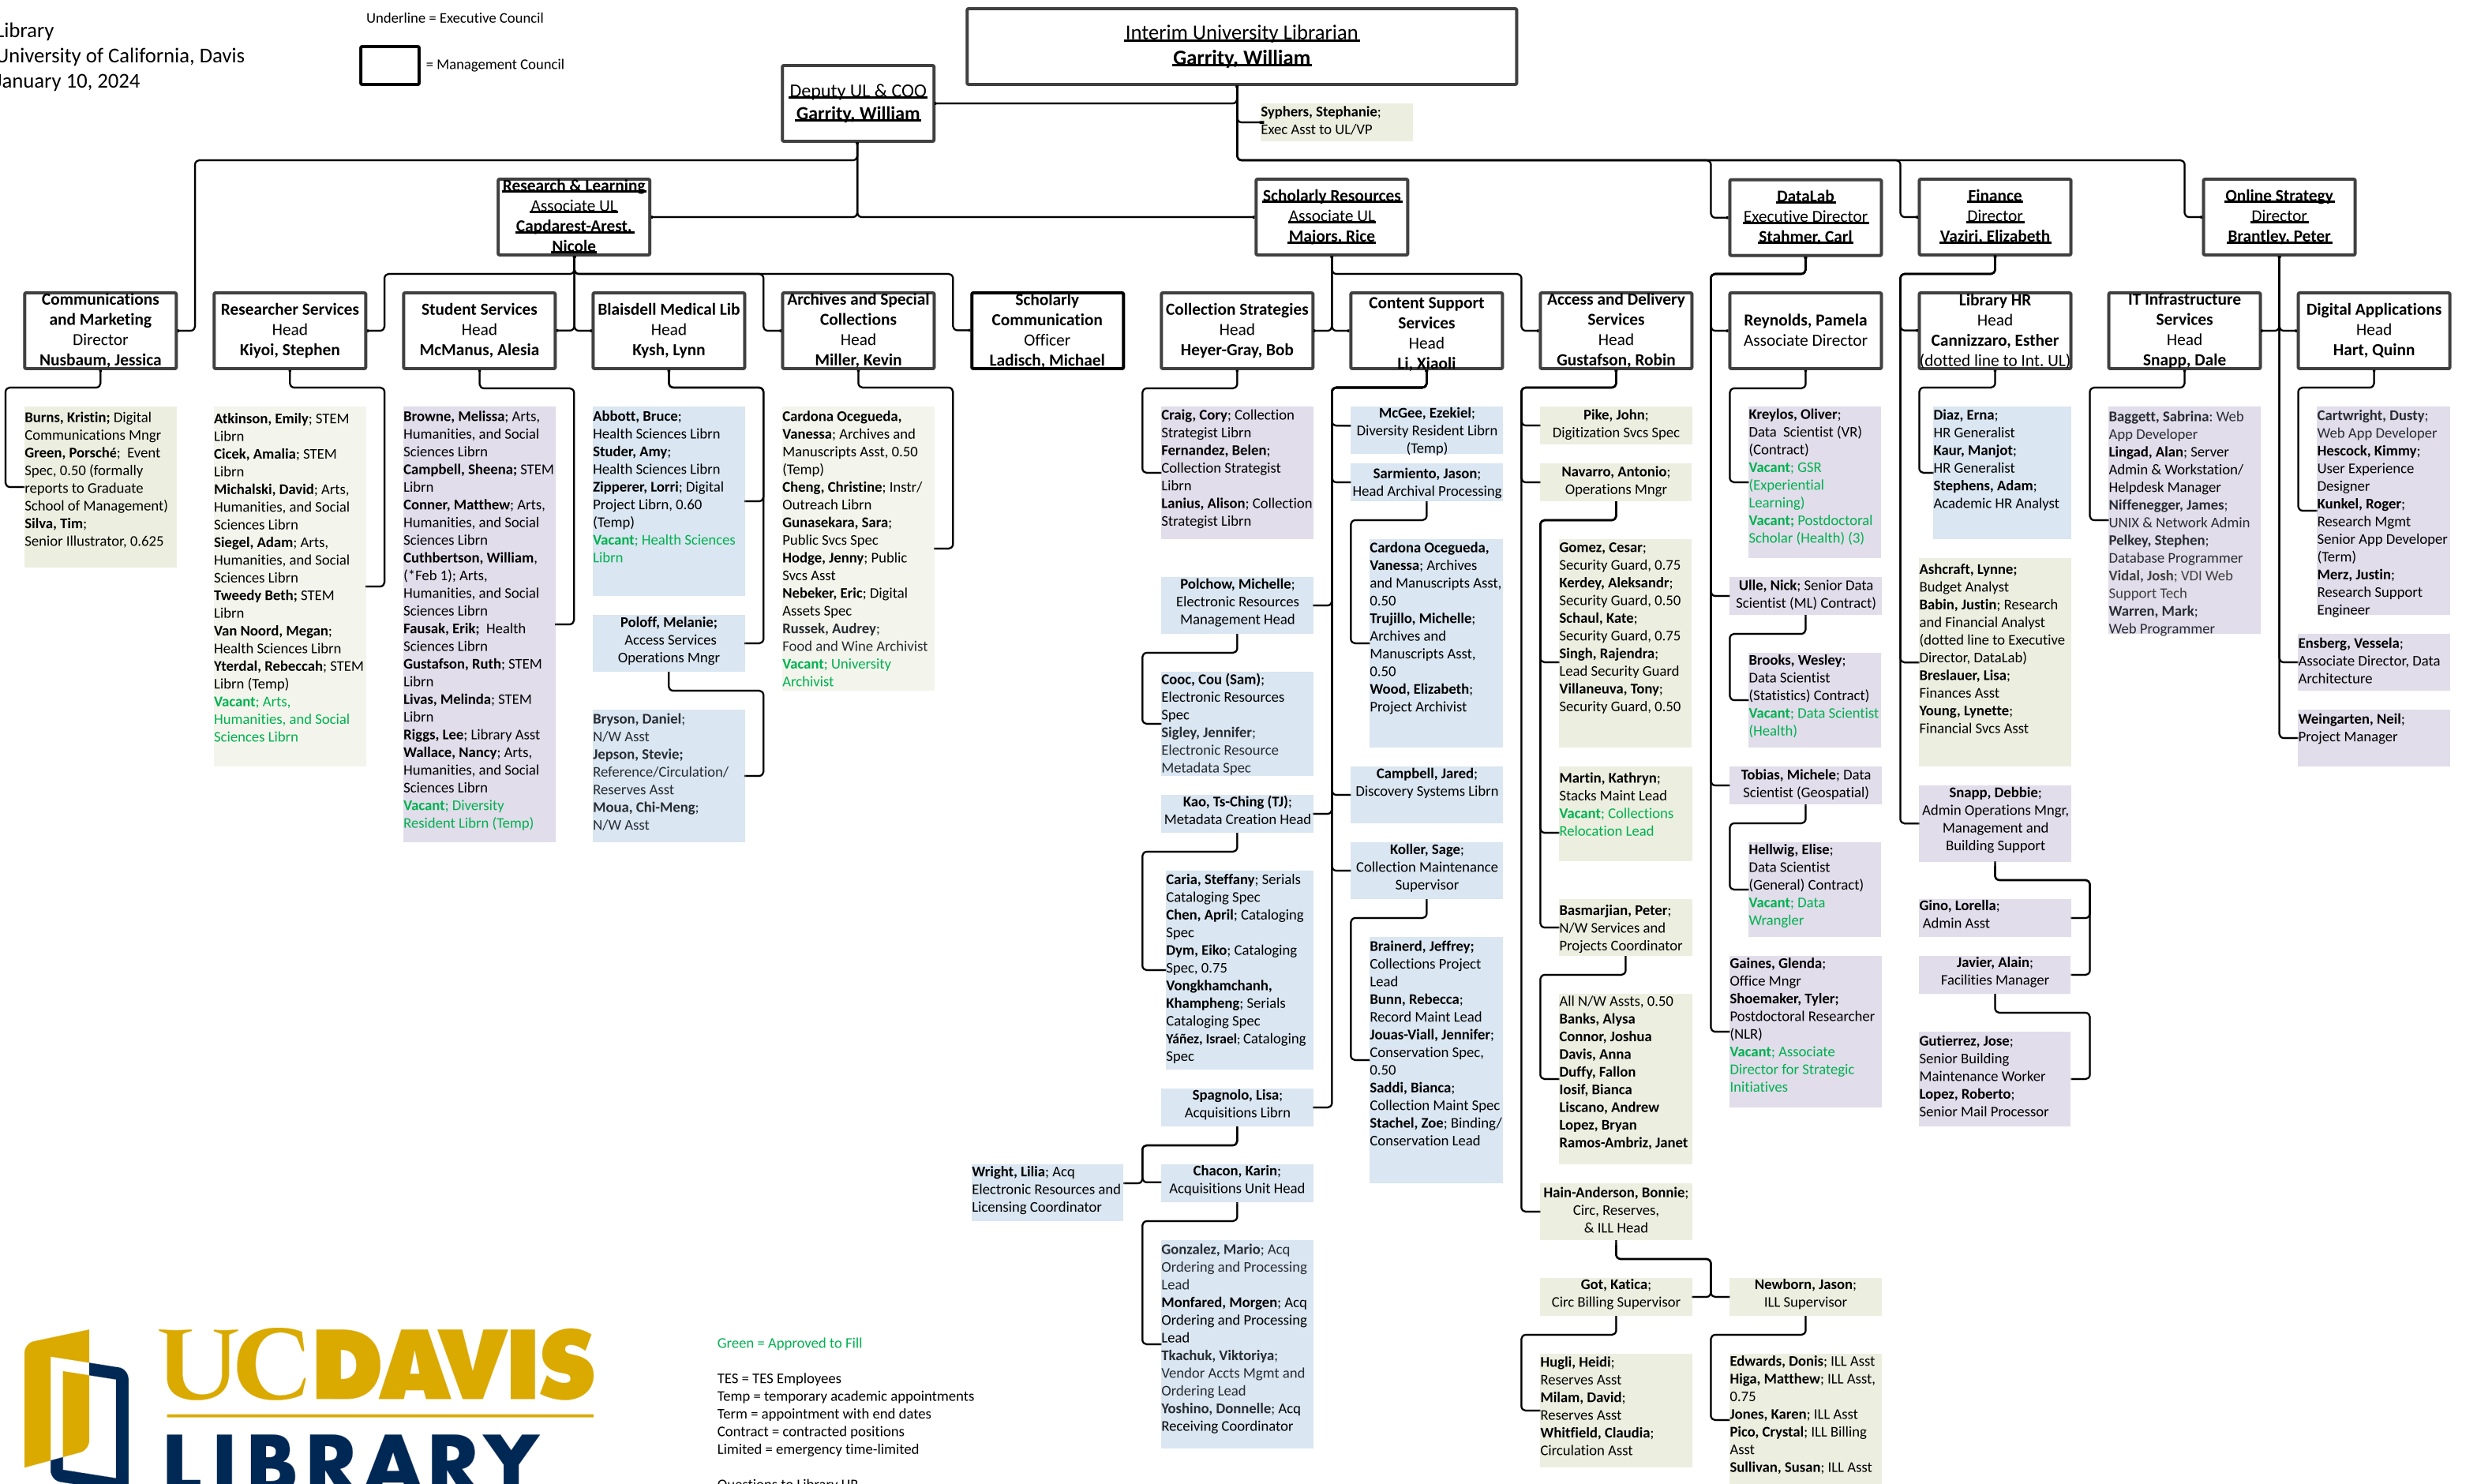 Library
University of California, Davis
January 10, 2024
Underline = Executive Council
= Management Council
Interim University Librarian
Garrity, William
Deputy UL & COO
Garrity, William
Syphers, Stephanie;
Exec Asst to UL/VP
Research & Learning
Associate UL
Capdarest-Arest,
Nicole
Scholarly Resources
Associate UL
Majors, Rice
DataLab
Executive Director
Stahmer, Carl
Finance
Director
Vaziri, Elizabeth
Online Strategy
Director
Brantley, Peter
Communications
and Marketing
Director
Nusbaum, Jessica
Researcher Services
Head
Kiyoi, Stephen
Student Services
Head
McManus, Alesia
Blaisdell Medical Lib
Head
Kysh, Lynn
Archives and Special
Collections
Head
Miller, Kevin
Scholarly
Communication
Officer
Ladisch, Michael
Collection Strategies
Head
Heyer-Gray, Bob
Content Support
Services
Head
Li, Xiaoli
Access and Delivery
Services
Head
Gustafson, Robin
Reynolds, Pamela
Associate Director
Library HR
Head
Cannizzaro, Esther
(dotted line to Int. UL)
IT Infrastructure
Services
Head
Snapp, Dale
Digital Applications
Head
Hart, Quinn
Burns, Kristin; Digital
Communications Mngr
Green, Porsché;  Event
Spec, 0.50 (formally
reports to Graduate
School of Management)
Silva, Tim;
Senior Illustrator, 0.625
Atkinson, Emily; STEM
Librn
Cicek, Amalia; STEM
Librn
Michalski, David; Arts,
Humanities, and Social
Sciences Librn
Siegel, Adam; Arts,
Humanities, and Social
Sciences Librn
Tweedy Beth; STEM
Librn
Van Noord, Megan;
Health Sciences Librn
Yterdal, Rebeccah; STEM
Librn (Temp)
Vacant; Arts,
Humanities, and Social
Sciences Librn
Browne, Melissa; Arts,
Humanities, and Social
Sciences Librn
Campbell, Sheena; STEM
Librn
Conner, Matthew; Arts,
Humanities, and Social
Sciences Librn
Cuthbertson, William,
(*Feb 1); Arts,
Humanities, and Social
Sciences Librn
Fausak, Erik;  Health
Sciences Librn
Gustafson, Ruth; STEM
Librn
Livas, Melinda; STEM
Librn
Riggs, Lee; Library Asst
Wallace, Nancy; Arts,
Humanities, and Social
Sciences Librn
Vacant; Diversity
Resident Librn (Temp)
Abbott, Bruce;
Health Sciences Librn
Studer, Amy;
Health Sciences Librn
Zipperer, Lorri; Digital
Project Librn, 0.60
(Temp)
Vacant; Health Sciences
Librn
Poloff, Melanie;
Access Services
Operations Mngr
Bryson, Daniel;
N/W Asst
Jepson, Stevie;
Reference/Circulation/
Reserves Asst
Moua, Chi-Meng;
N/W Asst
Cardona Ocegueda,
Vanessa; Archives and
Manuscripts Asst, 0.50
(Temp)
Cheng, Christine; Instr/
Outreach Librn
Gunasekara, Sara;
Public Svcs Spec
Hodge, Jenny; Public
Svcs Asst
Nebeker, Eric; Digital
Assets Spec
Russek, Audrey;
Food and Wine Archivist
Vacant; University
Archivist
Craig, Cory; Collection
Strategist Librn
Fernandez, Belen;
Collection Strategist
Librn
Lanius, Alison; Collection
Strategist Librn
Polchow, Michelle;
Electronic Resources
Management Head
Cooc, Cou (Sam);
Electronic Resources
Spec
Sigley, Jennifer;
Electronic Resource
Metadata Spec
Kao, Ts-Ching (TJ);
Metadata Creation Head
Caria, Steffany; Serials
Cataloging Spec
Chen, April; Cataloging
Spec
Dym, Eiko; Cataloging
Spec, 0.75
Vongkhamchanh,
Khampheng; Serials
Cataloging Spec
Yáñez, Israel; Cataloging
Spec
Spagnolo, Lisa;
Acquisitions Librn
Wright, Lilia; Acq
Electronic Resources and
Licensing Coordinator
Chacon, Karin;
Acquisitions Unit Head
Gonzalez, Mario; Acq
Ordering and Processing
Lead
Monfared, Morgen; Acq
Ordering and Processing
Lead
Tkachuk, Viktoriya;
Vendor Accts Mgmt and
Ordering Lead
Yoshino, Donnelle; Acq
Receiving Coordinator
McGee, Ezekiel;
Diversity Resident Librn
(Temp)
Sarmiento, Jason;
Head Archival Processing
Cardona Ocegueda,
Vanessa; Archives
and Manuscripts Asst,
0.50
Trujillo, Michelle;
Archives and
Manuscripts Asst,
0.50
Wood, Elizabeth;
Project Archivist
Campbell, Jared;
Discovery Systems Librn
Koller, Sage;
Collection Maintenance
Supervisor
Brainerd, Jeffrey;
Collections Project
Lead
Bunn, Rebecca;
Record Maint Lead
Jouas-Viall, Jennifer;
Conservation Spec,
0.50
Saddi, Bianca;
Collection Maint Spec
Stachel, Zoe; Binding/
Conservation Lead
Pike, John;
Digitization Svcs Spec
Navarro, Antonio;
Operations Mngr
Gomez, Cesar;
Security Guard, 0.75
Kerdey, Aleksandr;
Security Guard, 0.50
Schaul, Kate;
Security Guard, 0.75
Singh, Rajendra;
Lead Security Guard
Villaneuva, Tony;
Security Guard, 0.50
Martin, Kathryn;
Stacks Maint Lead
Vacant; Collections
Relocation Lead
Basmarjian, Peter;
N/W Services and
Projects Coordinator
All N/W Assts, 0.50
Banks, Alysa
Connor, Joshua
Davis, Anna
Duffy, Fallon
Iosif, Bianca
Liscano, Andrew
Lopez, Bryan
Ramos-Ambriz, Janet
Hain-Anderson, Bonnie;
Circ, Reserves,
& ILL Head
Got, Katica;
Circ Billing Supervisor
Newborn, Jason;
ILL Supervisor
Hugli, Heidi;
Reserves Asst
Milam, David;
Reserves Asst
Whitfield, Claudia;
Circulation Asst
Edwards, Donis; ILL Asst
Higa, Matthew; ILL Asst,
0.75
Jones, Karen; ILL Asst
Pico, Crystal; ILL Billing
Asst
Sullivan, Susan; ILL Asst
Kreylos, Oliver;
Data  Scientist (VR)
(Contract)
Vacant; GSR
(Experiential
Learning)
Vacant; Postdoctoral
Scholar (Health) (3)
Ulle, Nick; Senior Data
Scientist (ML) Contract)
Brooks, Wesley;
Data Scientist
(Statistics) Contract)
Vacant; Data Scientist
(Health)
Tobias, Michele; Data
Scientist (Geospatial)
Hellwig, Elise;
Data Scientist
(General) Contract)
Vacant; Data
Wrangler
Gaines, Glenda;
Office Mngr
Shoemaker, Tyler;
Postdoctoral Researcher
(NLR)
Vacant; Associate
Director for Strategic
Initiatives
Diaz, Erna;
HR Generalist
Kaur, Manjot;
HR Generalist
Stephens, Adam;
Academic HR Analyst
Ashcraft, Lynne;
Budget Analyst
Babin, Justin; Research
and Financial Analyst
(dotted line to Executive
Director, DataLab)
Breslauer, Lisa;
Finances Asst
Young, Lynette;
Financial Svcs Asst
Snapp, Debbie;
Admin Operations Mngr,
Management and
Building Support
Gino, Lorella;
Admin Asst
Javier, Alain;
Facilities Manager
Gutierrez, Jose;
Senior Building
Maintenance Worker
Lopez, Roberto;
Senior Mail Processor
Baggett, Sabrina: Web
App Developer
Lingad, Alan; Server
Admin & Workstation/
Helpdesk Manager
Niffenegger, James;
UNIX & Network Admin
Pelkey, Stephen;
Database Programmer
Vidal, Josh; VDI Web
Support Tech
Warren, Mark;
Web Programmer
Cartwright, Dusty;
Web App Developer
Hescock, Kimmy;
User Experience
Designer
Kunkel, Roger;
Research Mgmt
Senior App Developer
(Term)
Merz, Justin;
Research Support
Engineer
Ensberg, Vessela;
Associate Director, Data
Architecture
Weingarten, Neil;
Project Manager
UCDAVIS
LIBRARY
Green = Approved to Fill
TES = TES Employees
Temp = temporary academic appointments
Term = appointment with end dates
Contract = contracted positions
Limited = emergency time-limited
Questions to Library HR